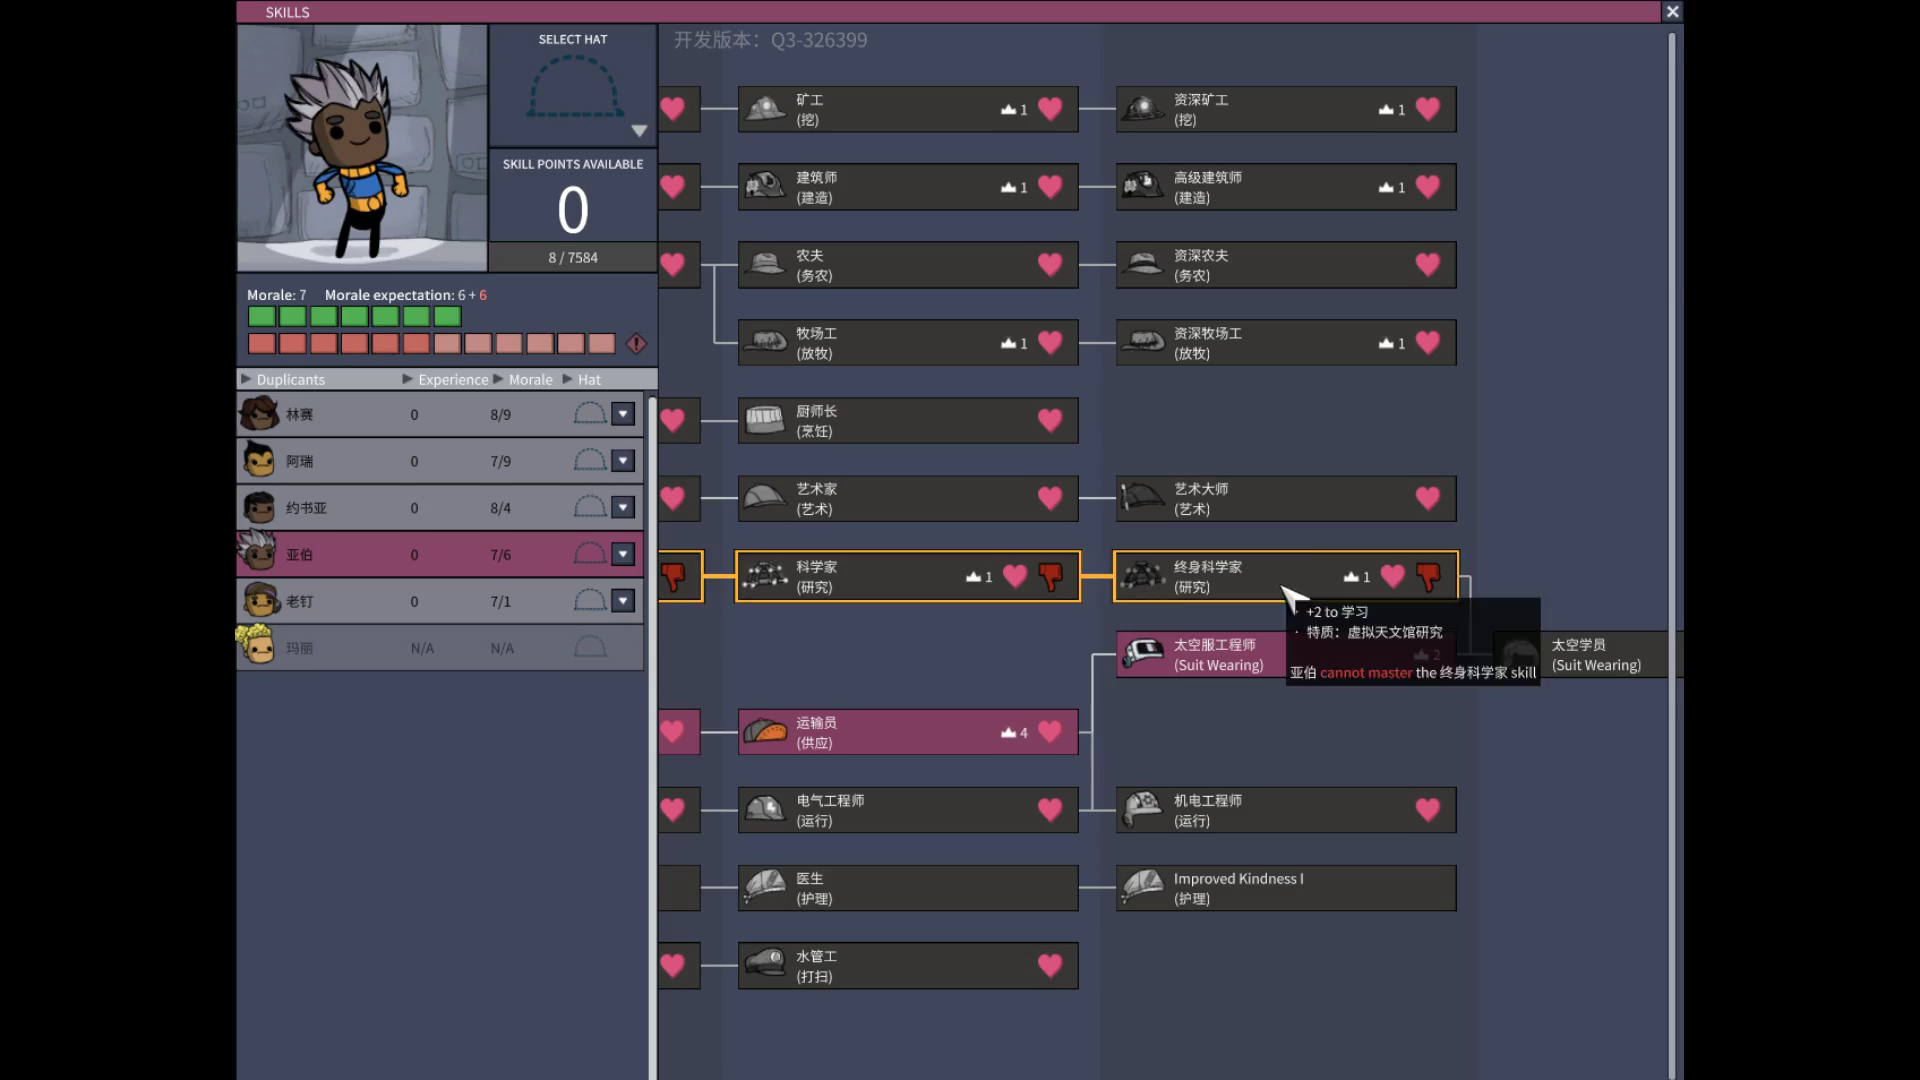 SKILLS
SELECT HAT
开发版本：Q3-326399
SKILL POINTS AVAILABLE
0
8 / 7584
Morale: 7 Morale expectation: 6 + 6
Duplicants Experience Morale Hat
林赛 0 8/9
阿瑞 0 7/9
约书亚 0 8/4
亚伯 0 7/6
老钉 0 7/1
玛丽 N/A N/A
矿工 1
(挖)
资深矿工 1
(挖)
建筑师 1
(建造)
高级建筑师 1
(建造)
农夫
(务农)
资深农夫
(务农)
牧场工 1
(放牧)
资深牧场工 1
(放牧)
厨师长
(烹饪)
艺术家
(艺术)
艺术大师
(艺术)
科学家 1
(研究)
终身科学家 1
(研究)
+2 to 学习
· 特质：虚拟天文馆研究
亚伯 cannot master the 终身科学家 skill
太空服工程师 2
(Suit Wearing)
太空学员
(Suit Wearing)
运输员 4
(供应)
电气工程师
(运行)
机电工程师
(运行)
医生
(护理)
Improved Kindness I
(护理)
水管工
(打扫)